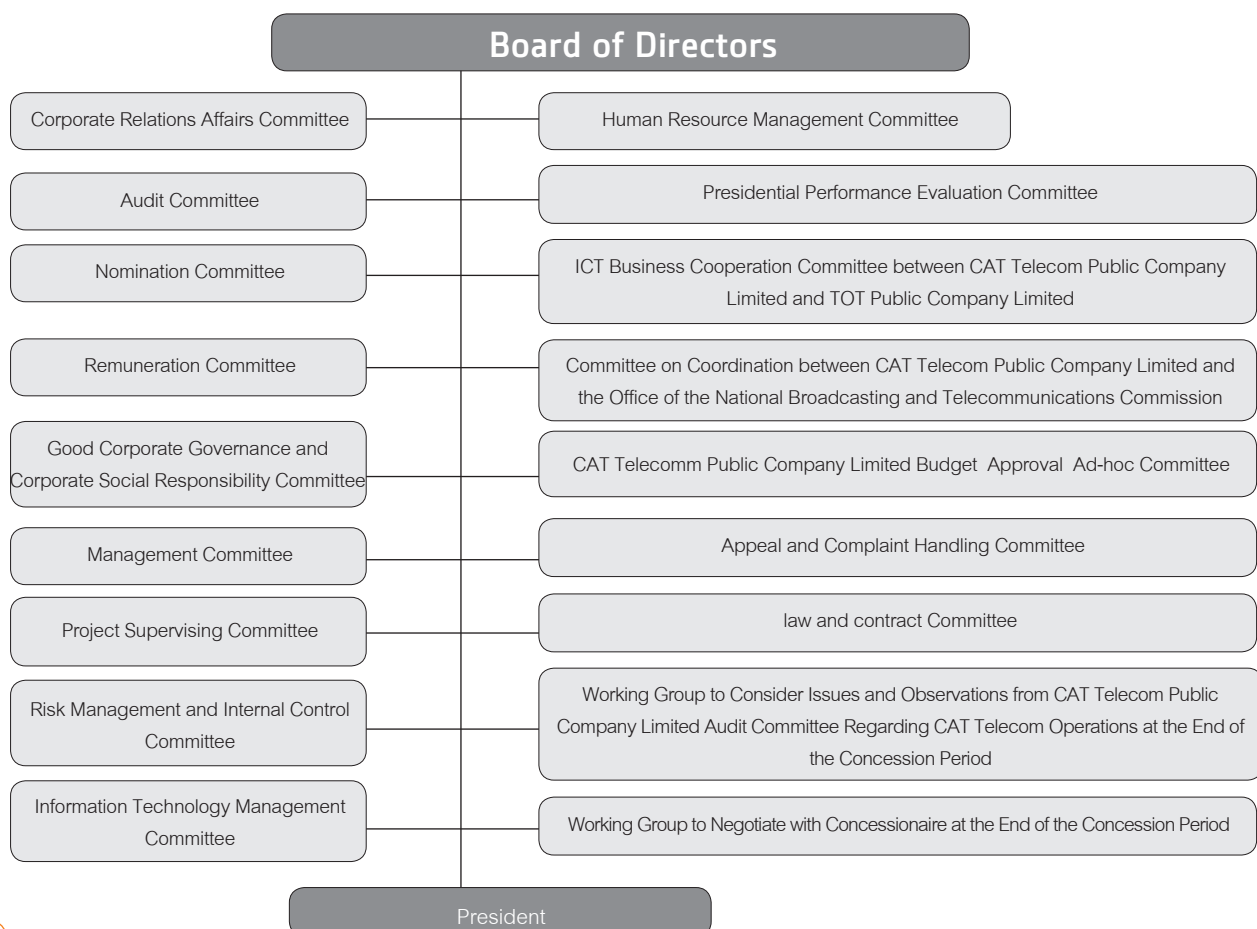 Board of Directors
Corporate Relations Affairs Committee
Human Resource Management Committee
Audit Committee
Presidential Performance Evaluation Committee
Nomination Committee
ICT Business Cooperation Committee between CAT Telecom Public Company
Limited and TOT Public Company Limited
Remuneration Committee
Committee on Coordination between CAT Telecom Public Company Limited and
the Office of the National Broadcasting and Telecommunications Commission
Good Corporate Governance and
Corporate Social Responsibility Committee
CAT Telecomm Public Company Limited Budget Approval Ad-hoc Committee
Management Committee
Appeal and Complaint Handling Committee
Project Supervising Committee
law and contract Committee
Risk Management and Internal Control
Committee
Working Group to Consider Issues and Observations from CAT Telecom Public
Company Limited Audit Committee Regarding CAT Telecom Operations at the End of
the Concession Period
Information Technology Management
Committee
Working Group to Negotiate with Concessionaire at the End of the Concession Period
President